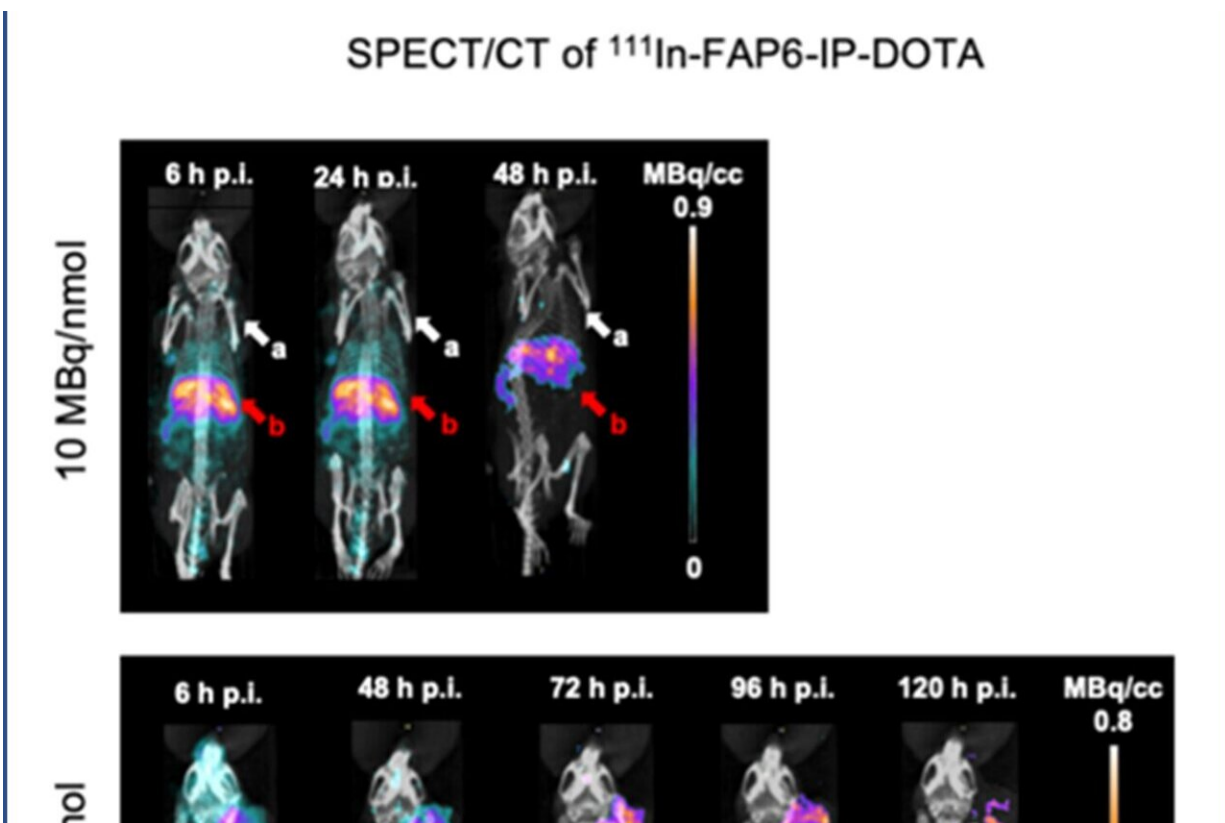 SPECT/CT of ¹¹¹In-FAP6-IP-DOTA
10 MBq/nmol
6 h p.i.
24 h p.i.
48 h p.i.
MBq/cc
0.9
a
a
a
b
b
b
0
6 h p.i.
48 h p.i.
72 h p.i.
96 h p.i.
120 h p.i.
MBq/cc
0.8